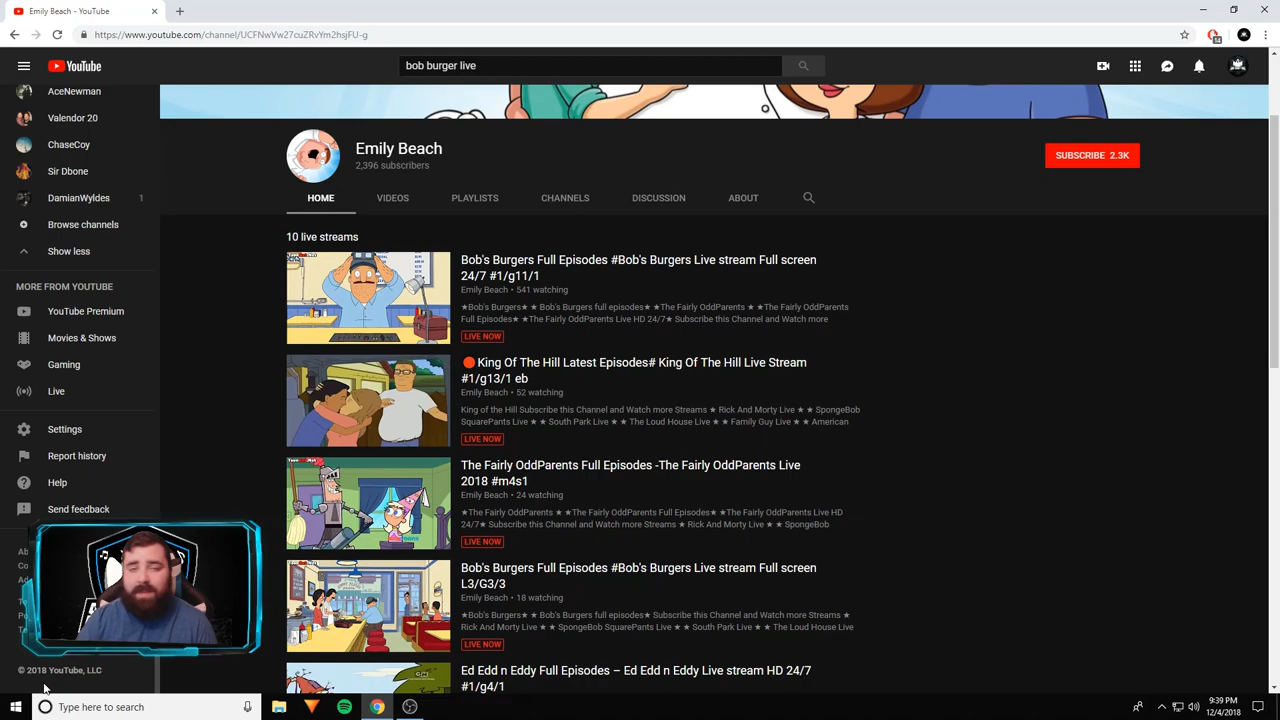 Emily Beach - YouTube
https://www.youtube.com/channel/UCFNwVw27cuZRvYm2hsjFU-g
14
YouTube
bob burger live
AceNewman
Valendor 20
ChaseCoy
Sir Dbone
DamianWyldes 1
Browse channels
Show less
MORE FROM YOUTUBE
YouTube Premium
Movies & Shows
Gaming
Live
Settings
Report history
Help
Send feedback
© 2018 YouTube, LLC
Emily Beach
2,396 subscribers
SUBSCRIBE 2.3K
HOME VIDEOS PLAYLISTS CHANNELS DISCUSSION ABOUT
10 live streams
Bob's Burgers Full Episodes #Bob's Burgers Live stream Full screen
24/7 #1/g11/1
Emily Beach • 541 watching
★Bob's Burgers★ ★ Bob's Burgers full episodes★ ★The Fairly OddParents ★ ★The Fairly OddParents
Full Episodes★ ★The Fairly OddParents Live HD 24/7★ Subscribe this Channel and Watch more
LIVE NOW
King Of The Hill Latest Episodes# King Of The Hill Live Stream
#1/g13/1 eb
Emily Beach • 52 watching
King of the Hill Subscribe this Channel and Watch more Streams ★ Rick And Morty Live ★ ★ SpongeBob
SquarePants Live ★ ★ South Park Live ★ ★ The Loud House Live ★ ★ Family Guy Live ★ ★ American
LIVE NOW
The Fairly OddParents Full Episodes -The Fairly OddParents Live
2018 #m4s1
Emily Beach • 24 watching
★The Fairly OddParents ★ ★The Fairly OddParents Full Episodes★ ★The Fairly OddParents Live HD
24/7★ Subscribe this Channel and Watch more Streams ★ Rick And Morty Live ★ ★ SpongeBob
LIVE NOW
Bob's Burgers Full Episodes #Bob's Burgers Live stream Full screen
L3/G3/3
Emily Beach • 18 watching
★Bob's Burgers★ ★ Bob's Burgers full episodes★ Subscribe this Channel and Watch more Streams ★
Rick And Morty Live ★ ★ SpongeBob SquarePants Live ★ ★ South Park Live ★ ★ The Loud House Live
LIVE NOW
Ed Edd n Eddy Full Episodes – Ed Edd n Eddy Live stream HD 24/7
#1/g4/1
Type here to search
9:39 PM
12/4/2018